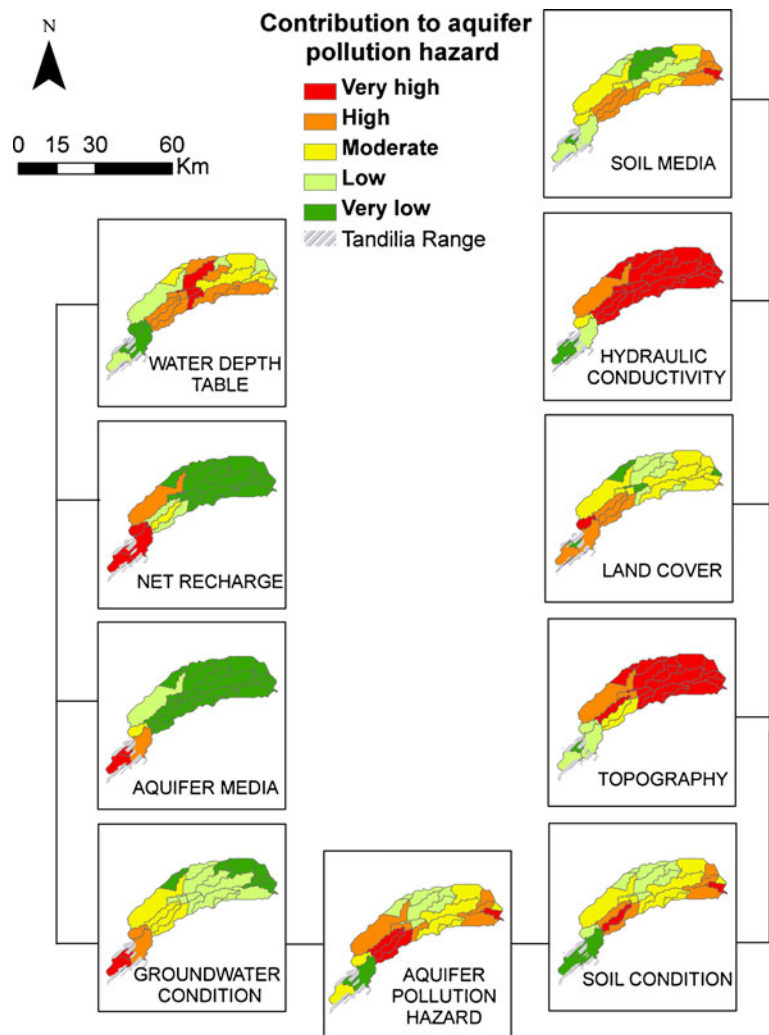 N
0 15 30 60
Km
Contribution to aquifer
pollution hazard
Very high
High
Moderate
Low
Very low
Tandilia Range
SOIL MEDIA
WATER DEPTH
TABLE
HYDRAULIC
CONDUCTIVITY
NET RECHARGE
LAND COVER
AQUIFER MEDIA
TOPOGRAPHY
GROUNDWATER
CONDITION
AQUIFER
POLLUTION
HAZARD
SOIL CONDITION